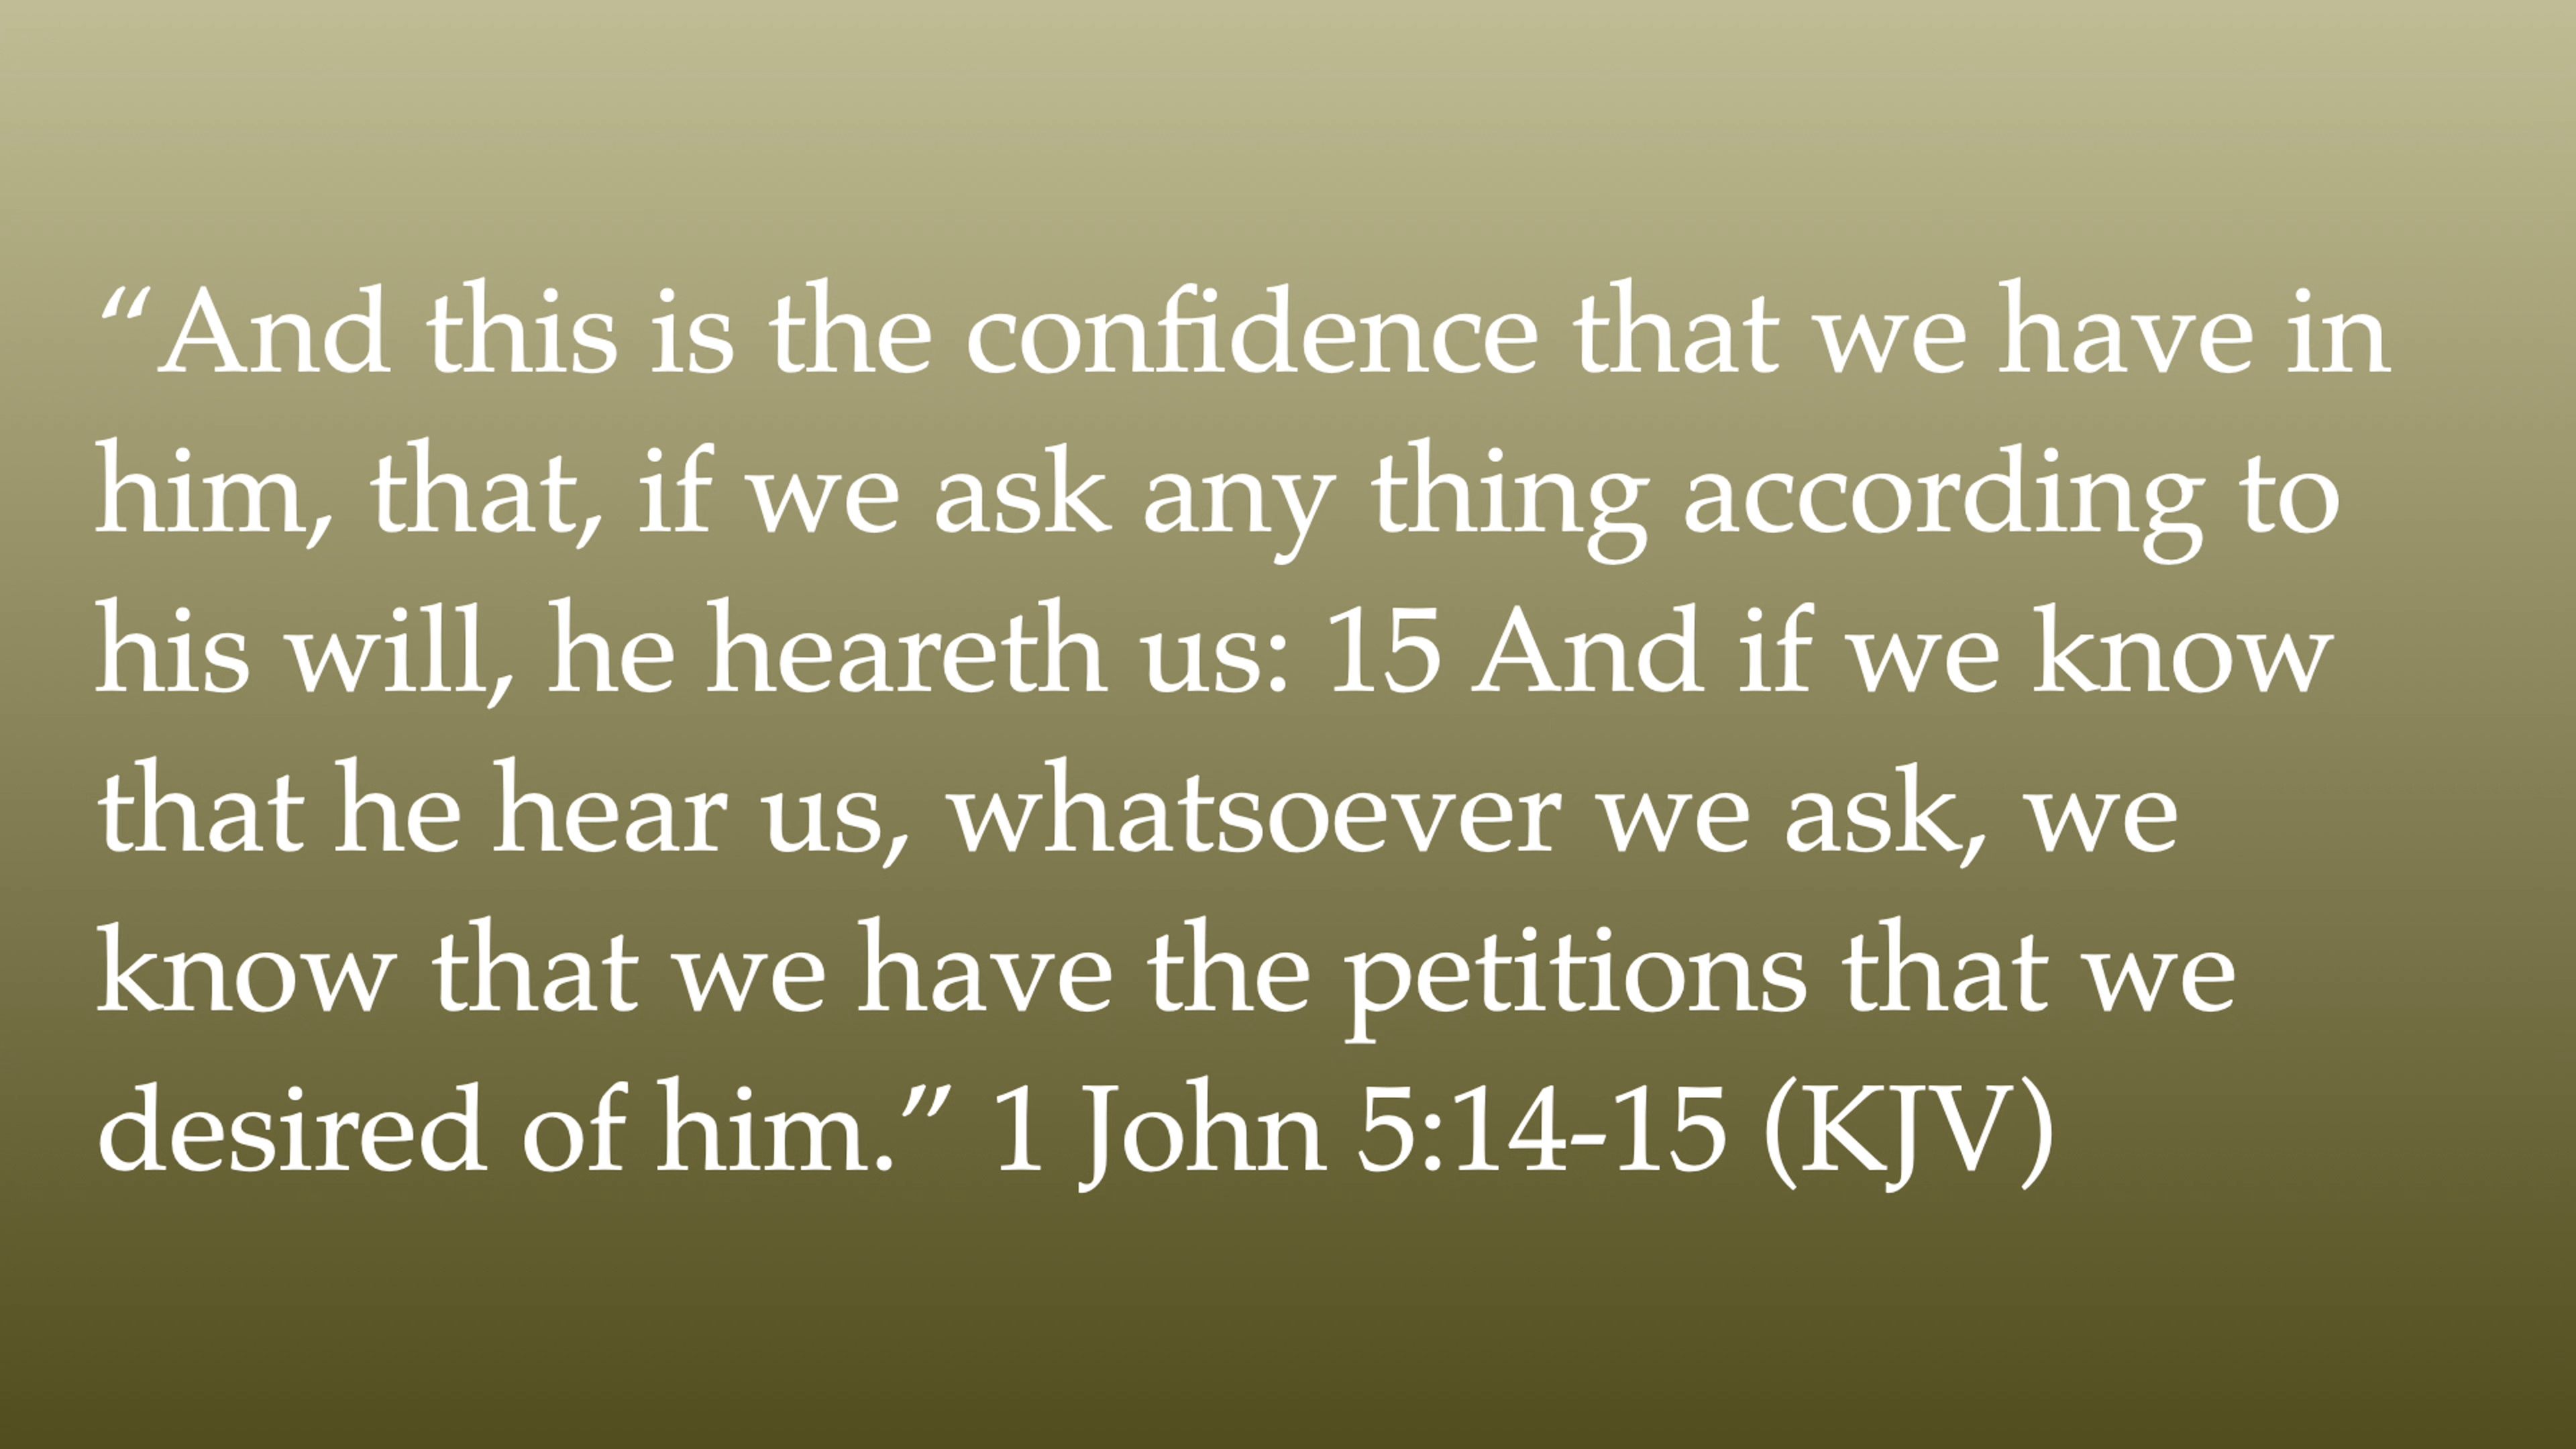 “And this is the confidence that we have in
him, that, if we ask any thing according to
his will, he heareth us: 15 And if we know
that he hear us, whatsoever we ask, we
know that we have the petitions that we
desired of him.” 1 John 5:14-15 (KJV)